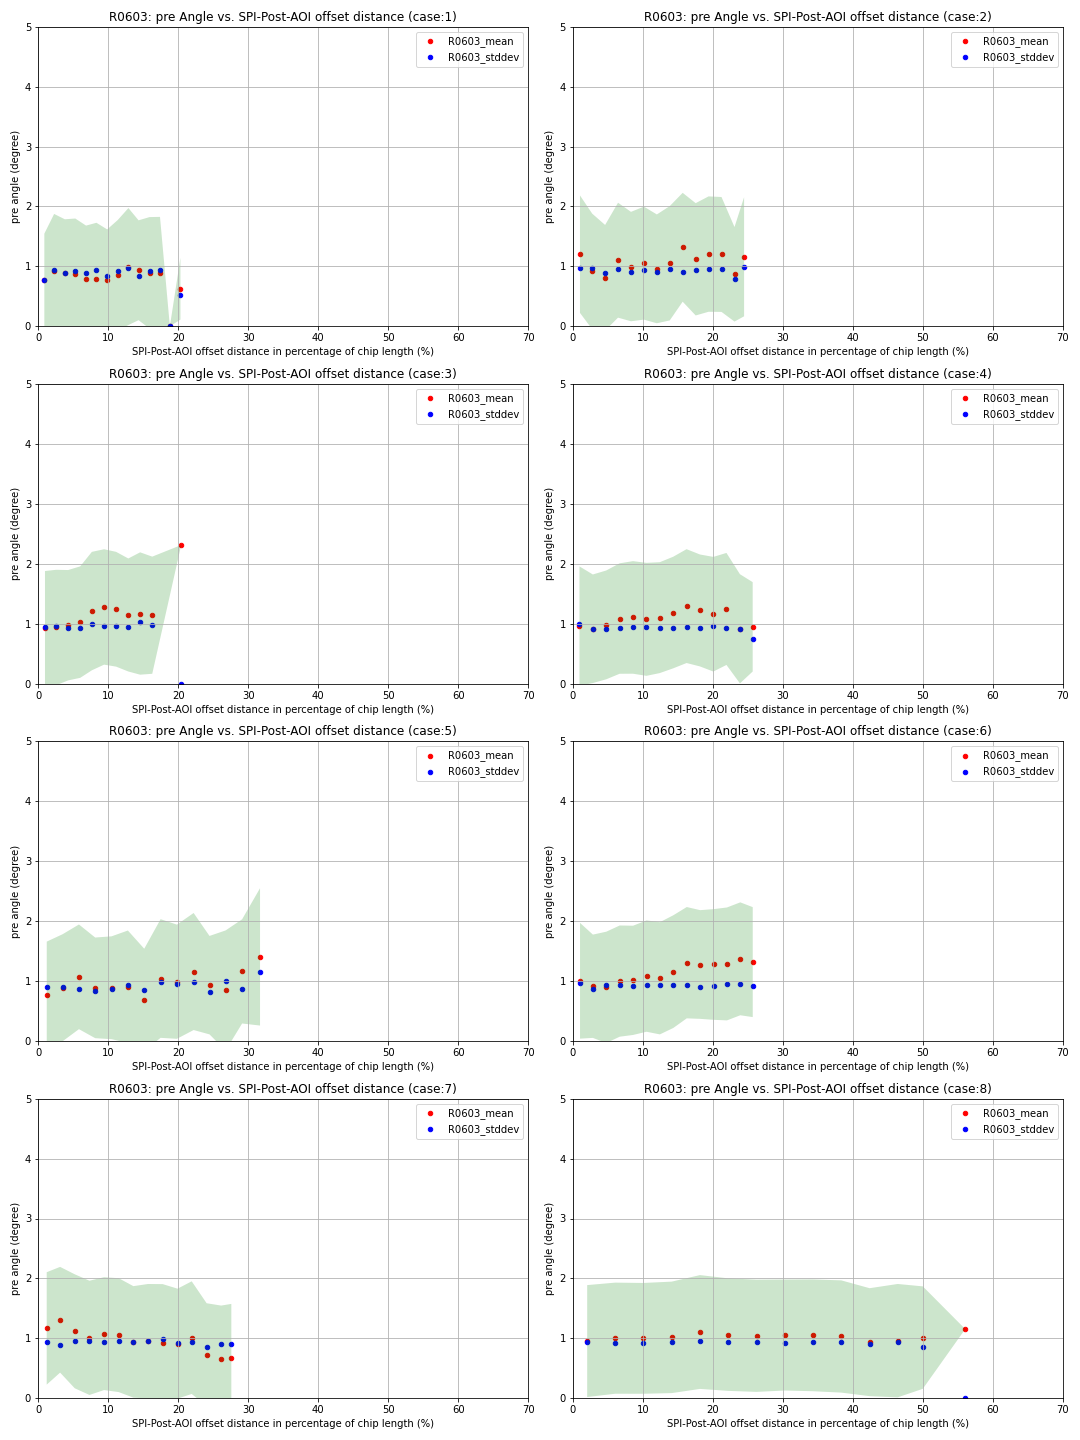 R0603: pre Angle vs. SPI-Post-AOI offset distance (case:1)
R0603_mean
R0603_stddev
pre angle (degree)
5
4
3
2
1
0
0 10 20 30 40 50 60 70
SPI-Post-AOI offset distance in percentage of chip length (%)
R0603: pre Angle vs. SPI-Post-AOI offset distance (case:2)
R0603_mean
R0603_stddev
pre angle (degree)
5
4
3
2
1
0
0 10 20 30 40 50 60 70
SPI-Post-AOI offset distance in percentage of chip length (%)
R0603: pre Angle vs. SPI-Post-AOI offset distance (case:3)
R0603_mean
R0603_stddev
pre angle (degree)
5
4
3
2
1
0
0 10 20 30 40 50 60 70
SPI-Post-AOI offset distance in percentage of chip length (%)
R0603: pre Angle vs. SPI-Post-AOI offset distance (case:4)
R0603_mean
R0603_stddev
pre angle (degree)
5
4
3
2
1
0
0 10 20 30 40 50 60 70
SPI-Post-AOI offset distance in percentage of chip length (%)
R0603: pre Angle vs. SPI-Post-AOI offset distance (case:5)
R0603_mean
R0603_stddev
pre angle (degree)
5
4
3
2
1
0
0 10 20 30 40 50 60 70
SPI-Post-AOI offset distance in percentage of chip length (%)
R0603: pre Angle vs. SPI-Post-AOI offset distance (case:6)
R0603_mean
R0603_stddev
pre angle (degree)
5
4
3
2
1
0
0 10 20 30 40 50 60 70
SPI-Post-AOI offset distance in percentage of chip length (%)
R0603: pre Angle vs. SPI-Post-AOI offset distance (case:7)
R0603_mean
R0603_stddev
pre angle (degree)
5
4
3
2
1
0
0 10 20 30 40 50 60 70
SPI-Post-AOI offset distance in percentage of chip length (%)
R0603: pre Angle vs. SPI-Post-AOI offset distance (case:8)
R0603_mean
R0603_stddev
pre angle (degree)
5
4
3
2
1
0
0 10 20 30 40 50 60 70
SPI-Post-AOI offset distance in percentage of chip length (%)